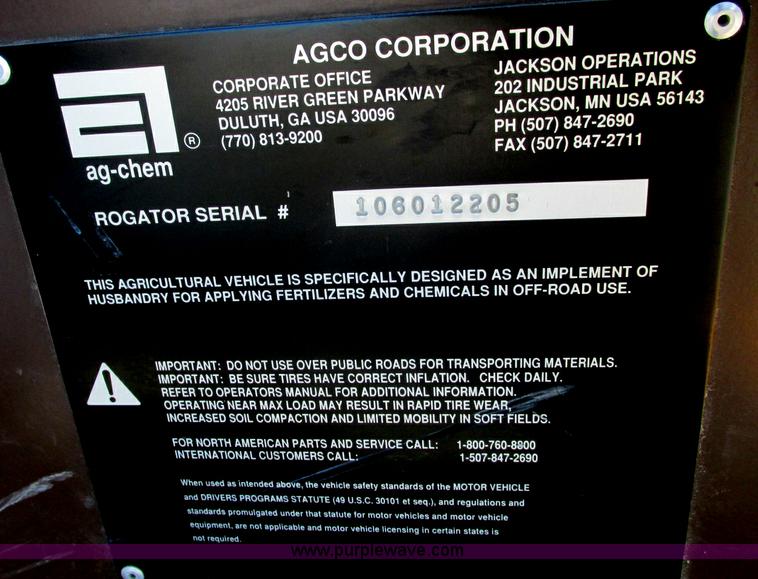 AGCO CORPORATION
CORPORATE OFFICE
4205 RIVER GREEN PARKWAY
DULUTH, GA USA 30096
(770) 813-9200
JACKSON OPERATIONS
202 INDUSTRIAL PARK
JACKSON, MN USA 56143
PH (507) 847-2690
FAX (507) 847-2711
®
ag-chem
ROGATOR SERIAL # 106012205
THIS AGRICULTURAL VEHICLE IS SPECIFICALLY DESIGNED AS AN IMPLEMENT OF
HUSBANDRY FOR APPLYING FERTILIZERS AND CHEMICALS IN OFF-ROAD USE.
IMPORTANT: DO NOT USE OVER PUBLIC ROADS FOR TRANSPORTING MATERIALS.
IMPORTANT: BE SURE TIRES HAVE CORRECT INFLATION. CHECK DAILY.
REFER TO OPERATORS MANUAL FOR ADDITIONAL INFORMATION.
OPERATING NEAR MAX LOAD MAY RESULT IN RAPID TIRE WEAR,
INCREASED SOIL COMPACTION AND LIMITED MOBILITY IN SOFT FIELDS.
FOR NORTH AMERICAN PARTS AND SERVICE CALL: 1-800-760-8800
INTERNATIONAL CUSTOMERS CALL: 1-507-847-2690
When used as intended above, the vehicle safety standards of the MOTOR VEHICLE
and DRIVERS PROGRAMS STATUTE (49 U.S.C. 30101 et seq.), and regulations and
standards promulgated under that statute for motor vehicles and motor vehicle
equipment, are not applicable and motor vehicle licensing in certain states is
not required.
www.purplewave.com